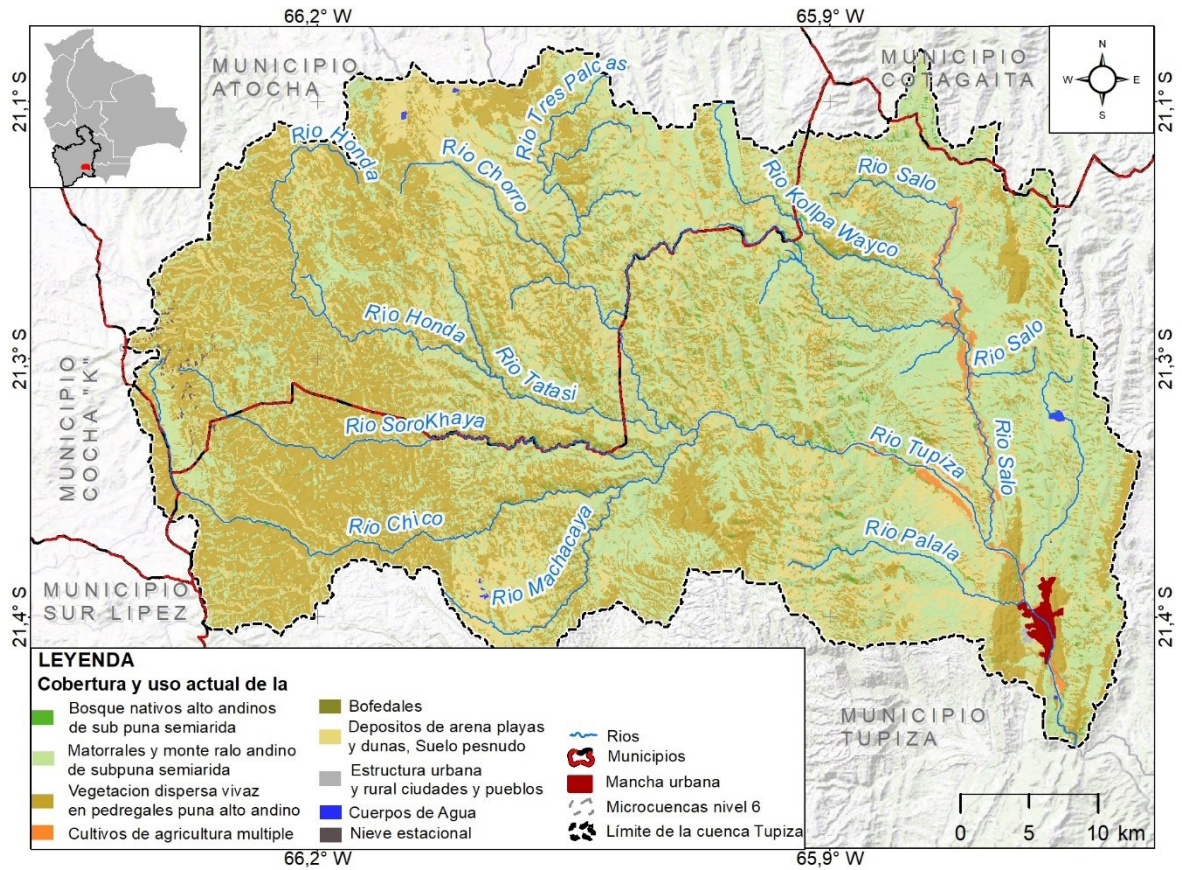 66,2° W
65,9° W
MUNICIPIO
ATOCHA
MUNICIPIO
COTAGAITA
N
W
E
S
21,1° S
21,1° S
Rio Tres Palcas
Rio Honda
Rio Chorro
Rio Salo
Rio Kollpa Wayco
Rio Honda
Rio Tatasi
Rio Salo
21,3° S
21,3° S
MUNICIPIO
COCHA "K"
Rio SoroKhaya
Rio Tupiza
Rio Salo
Rio Chico
Rio Machacaya
Rio Palala
MUNICIPIO
SUR LIPEZ
21,4° S
21,4° S
MUNICIPIO
TUPIZA
LEYENDA
Cobertura y uso actual de la
Bosque nativos alto andinos
de sub puna semiarida
Matorrales y monte ralo andino
de subpuna semiarida
Vegetacion dispersa vivaz
en pedregales puna alto andino
Cultivos de agricultura multiple
Bofedales
Depositos de arena playas
y dunas, Suelo pesnudo
Estructura urbana
y rural ciudades y pueblos
Cuerpos de Agua
Nieve estacional
Rios
Municipios
Mancha urbana
Microcuencas nivel 6
Límite de la cuenca Tupiza
0 5 10 km
66,2° W
65,9° W